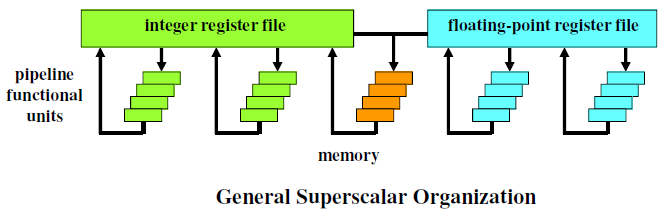 integer register file
floating-point register file
pipeline
functional
units
memory
General Superscalar Organization